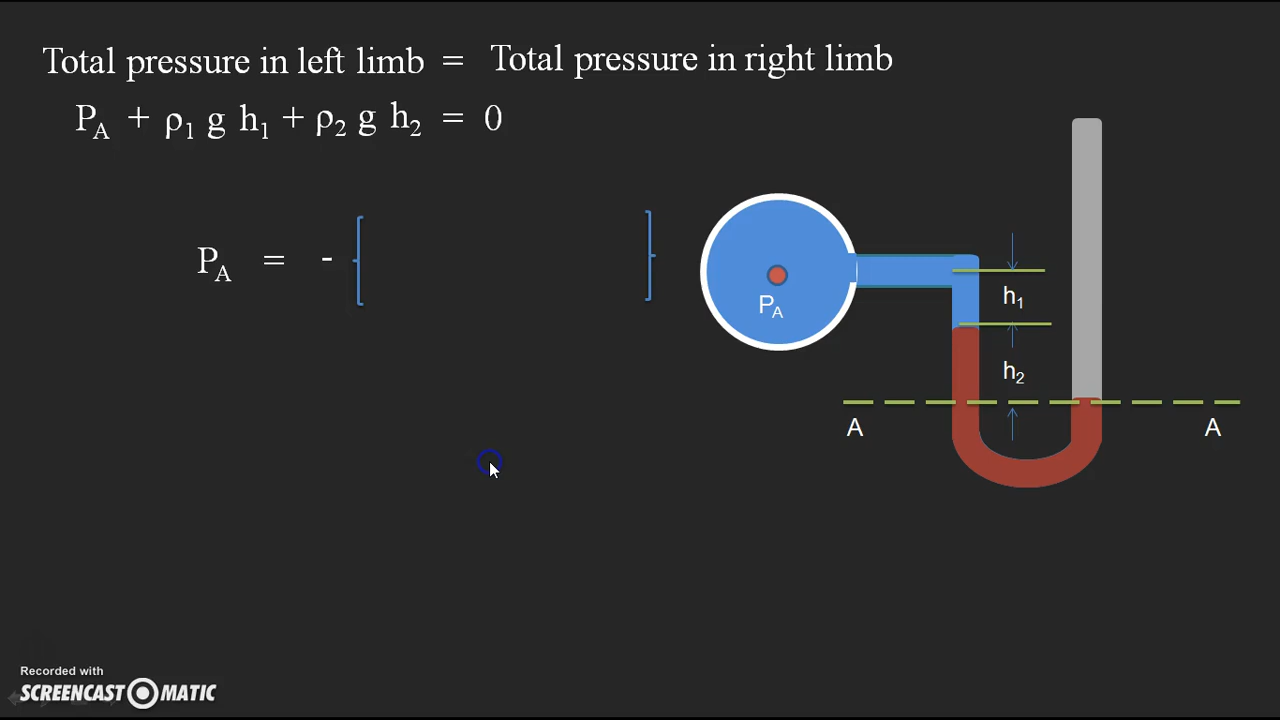 Total pressure in left limb = Total pressure in right limb
P_A + ρ₁ g h₁ + ρ₂ g h₂ = 0
P_A = - [ ]
P_A
h₁
h₂
A A
Recorded with
SCREENCAST MATIC